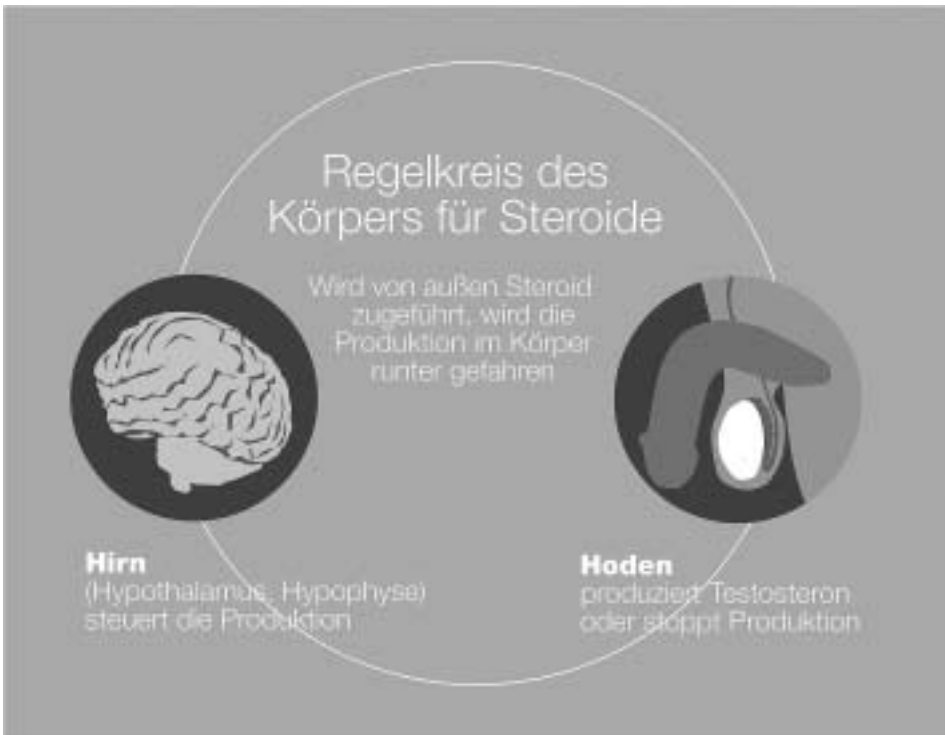 Regelkreis des
Körpers für Steroide
Wird von außen Steroid
zugeführt, wird die
Produktion im Körper
runter gefahren
Hirn
(Hypothalamus, Hypophyse)
steuert die Produktion
Hoden
produziert Testosteron
oder stoppt Produktion